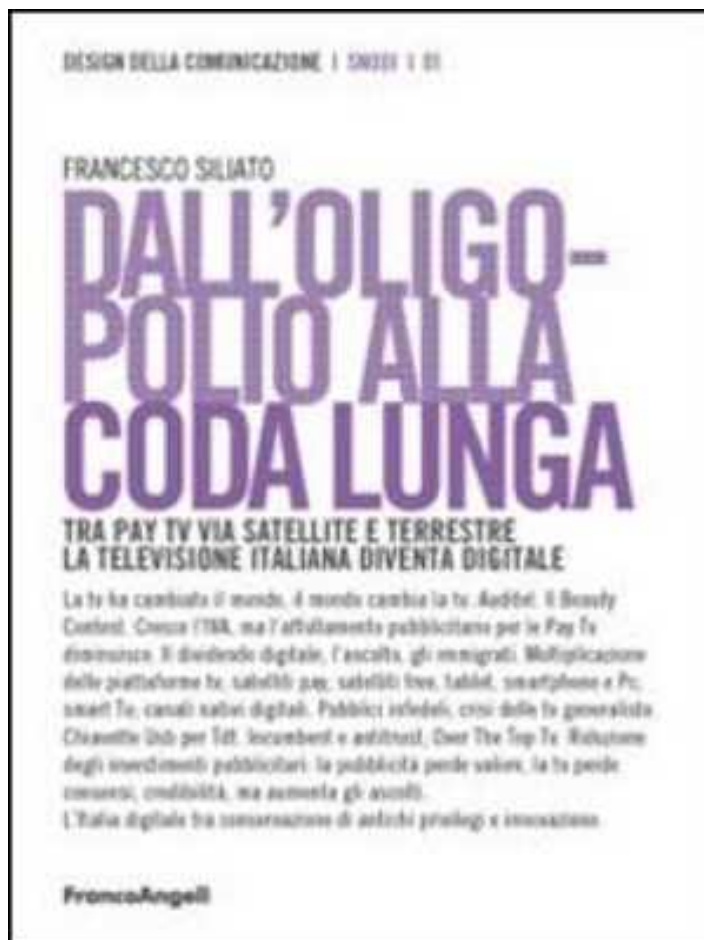 DESIGN DELLA COMUNICAZIONE | SNODI | 01
FRANCESCO SILIATO
DALL'OLIGO-
POLIO ALLA
CODA LUNGA
TRA PAY TV VIA SATELLITE E TERRESTRE
LA TELEVISIONE ITALIANA DIVENTA DIGITALE
La tv ha cambiato il mondo, il mondo cambia la tv. Auditel. Il Beauty
Contest. Cresce l'IVA, ma l'affollamento pubblicitario per le Pay Tv
diminuisce. Il dividendo digitale, l'ascolto, gli immigrati. Moltiplicazione
delle piattaforme tv, satelliti pay, satelliti free, tablet, smartphone e Pc,
smart Tv, canali nativi digitali. Pubblici infedeli, crisi delle tv generaliste.
Chiavette Usb per Tdt. Incumbent e antitrust, Over The Top Tv. Riduzione
degli investimenti pubblicitari: la pubblicità perde valore, la tv perde
consensi, credibilità, ma aumenta gli ascolti.
L'Italia digitale tra conservazione di antichi privilegi e innovazione.
FrancoAngeli